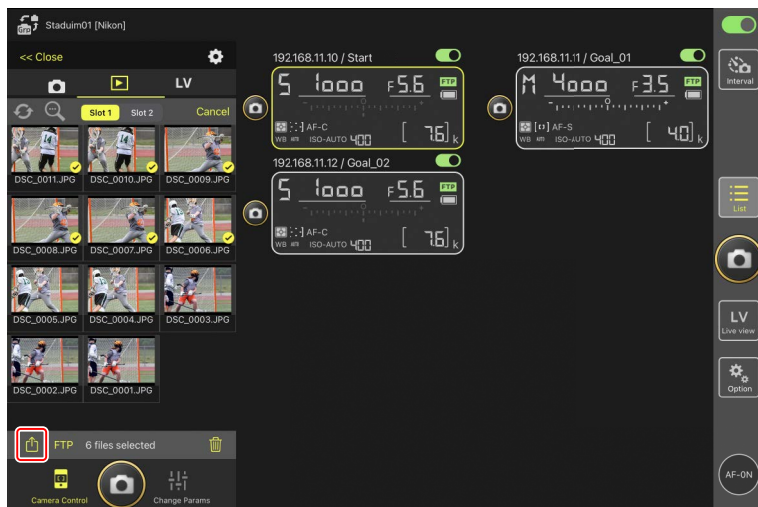 Grp Staduim01 [Nikon]
<< Close
LV
Slot 1 Slot 2 Cancel
DSC_0011.JPG DSC_0010.JPG DSC_0009.JPG
DSC_0008.JPG DSC_0007.JPG DSC_0006.JPG
DSC_0005.JPG DSC_0004.JPG DSC_0003.JPG
DSC_0002.JPG DSC_0001.JPG
FTP 6 files selected
Camera Control Change Params
192.168.11.10 / Start
S 1000 F5.6 FTP
AF-C
WB AUTO ISO-AUTO 400 [ 7.6] k
192.168.11.11 / Goal_01
M 4000 F3.5 FTP
AF-S
WB AUTO ISO-AUTO 400 [ 4.0] k
192.168.11.12 / Goal_02
S 1000 F5.6 FTP
AF-C
WB AUTO ISO-AUTO 400 [ 7.6] k
Interval
List
LV
Live view
Option
AF-ON